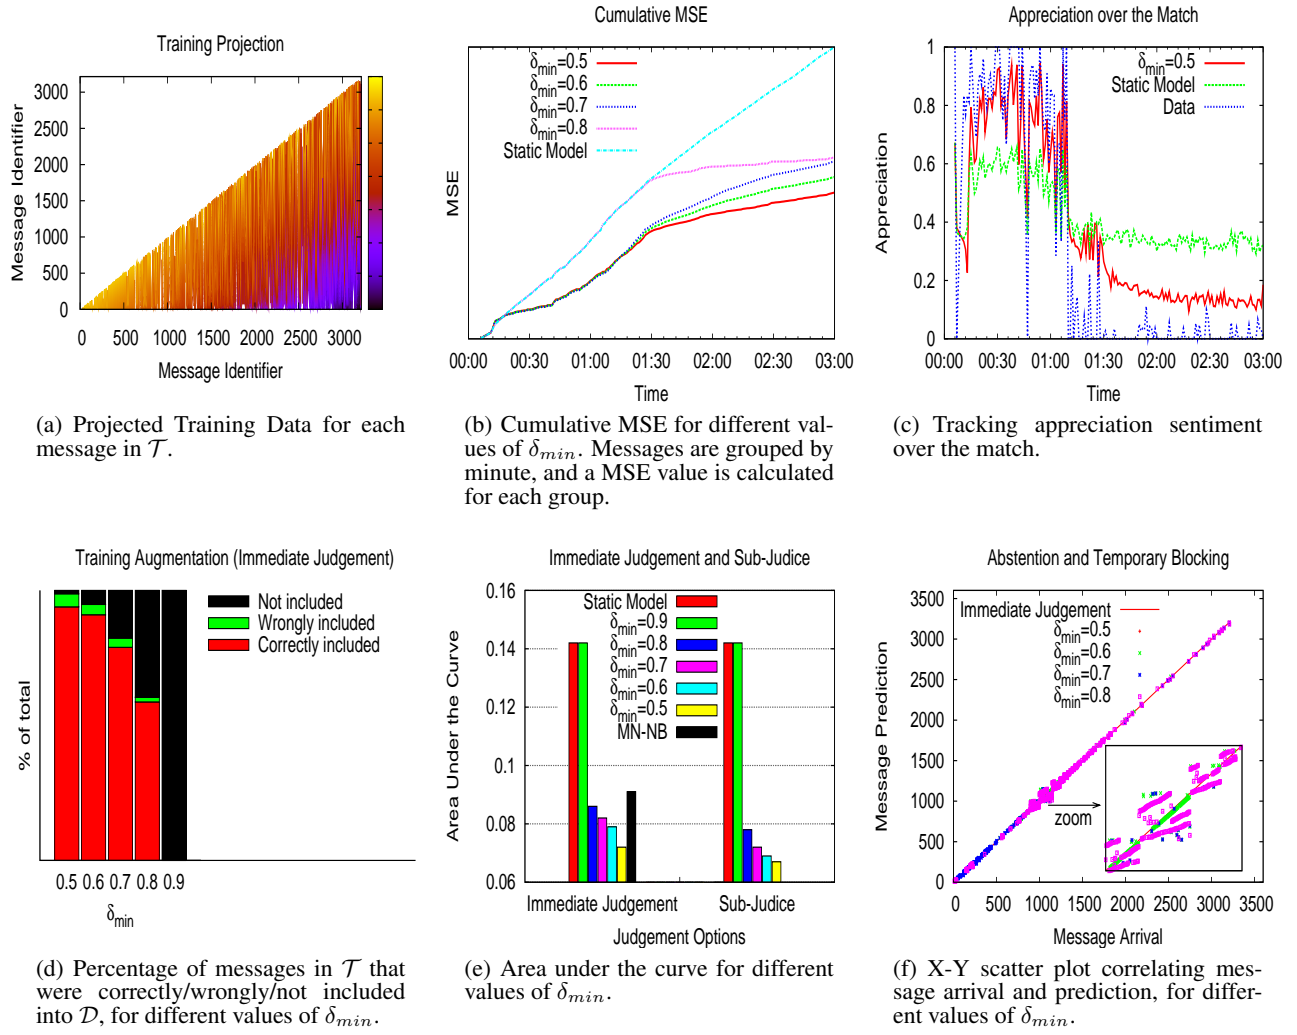 Training Projection
Message Identifier
3000
2500
2000
1500
1000
500
0
0 500 1000 1500 2000 2500 3000
Message Identifier
(a) Projected Training Data for each
message in 𝒯.
Cumulative MSE
MSE
δmin=0.5
δmin=0.6
δmin=0.7
δmin=0.8
Static Model
00:00 00:30 01:00 01:30 02:00 02:30 03:00
Time
(b) Cumulative MSE for different val-
ues of δmin. Messages are grouped by
minute, and a MSE value is calculated
for each group.
Appreciation over the Match
Appreciation
1
0.8
0.6
0.4
0.2
0
δmin=0.5
Static Model
Data
00:00 00:30 01:00 01:30 02:00 02:30 03:00
Time
(c) Tracking appreciation sentiment
over the match.
Training Augmentation (Immediate Judgement)
% of total
Not included
Wrongly included
Correctly included
0.5 0.6 0.7 0.8 0.9
δmin
(d) Percentage of messages in 𝒯 that
were correctly/wrongly/not included
into 𝒟, for different values of δmin.
Immediate Judgement and Sub-Judice
Area Under the Curve
0.16
0.14
0.12
0.1
0.08
0.06
Static Model
δmin=0.9
δmin=0.8
δmin=0.7
δmin=0.6
δmin=0.5
MN-NB
Immediate Judgement Sub-Judice
Judgement Options
(e) Area under the curve for different
values of δmin.
Abstention and Temporary Blocking
Message Prediction
3500
3000
2500
2000
1500
1000
500
0
Immediate Judgement
δmin=0.5
δmin=0.6
δmin=0.7
δmin=0.8
zoom
0 500 1000 1500 2000 2500 3000 3500
Message Arrival
(f) X-Y scatter plot correlating mes-
sage arrival and prediction, for differ-
ent values of δmin.